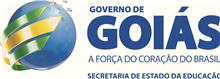 GOVERNO DE
GOIÁS
A FORÇA DO CORAÇÃO DO BRASIL
SECRETARIA DE ESTADO DA EDUCAÇÃO